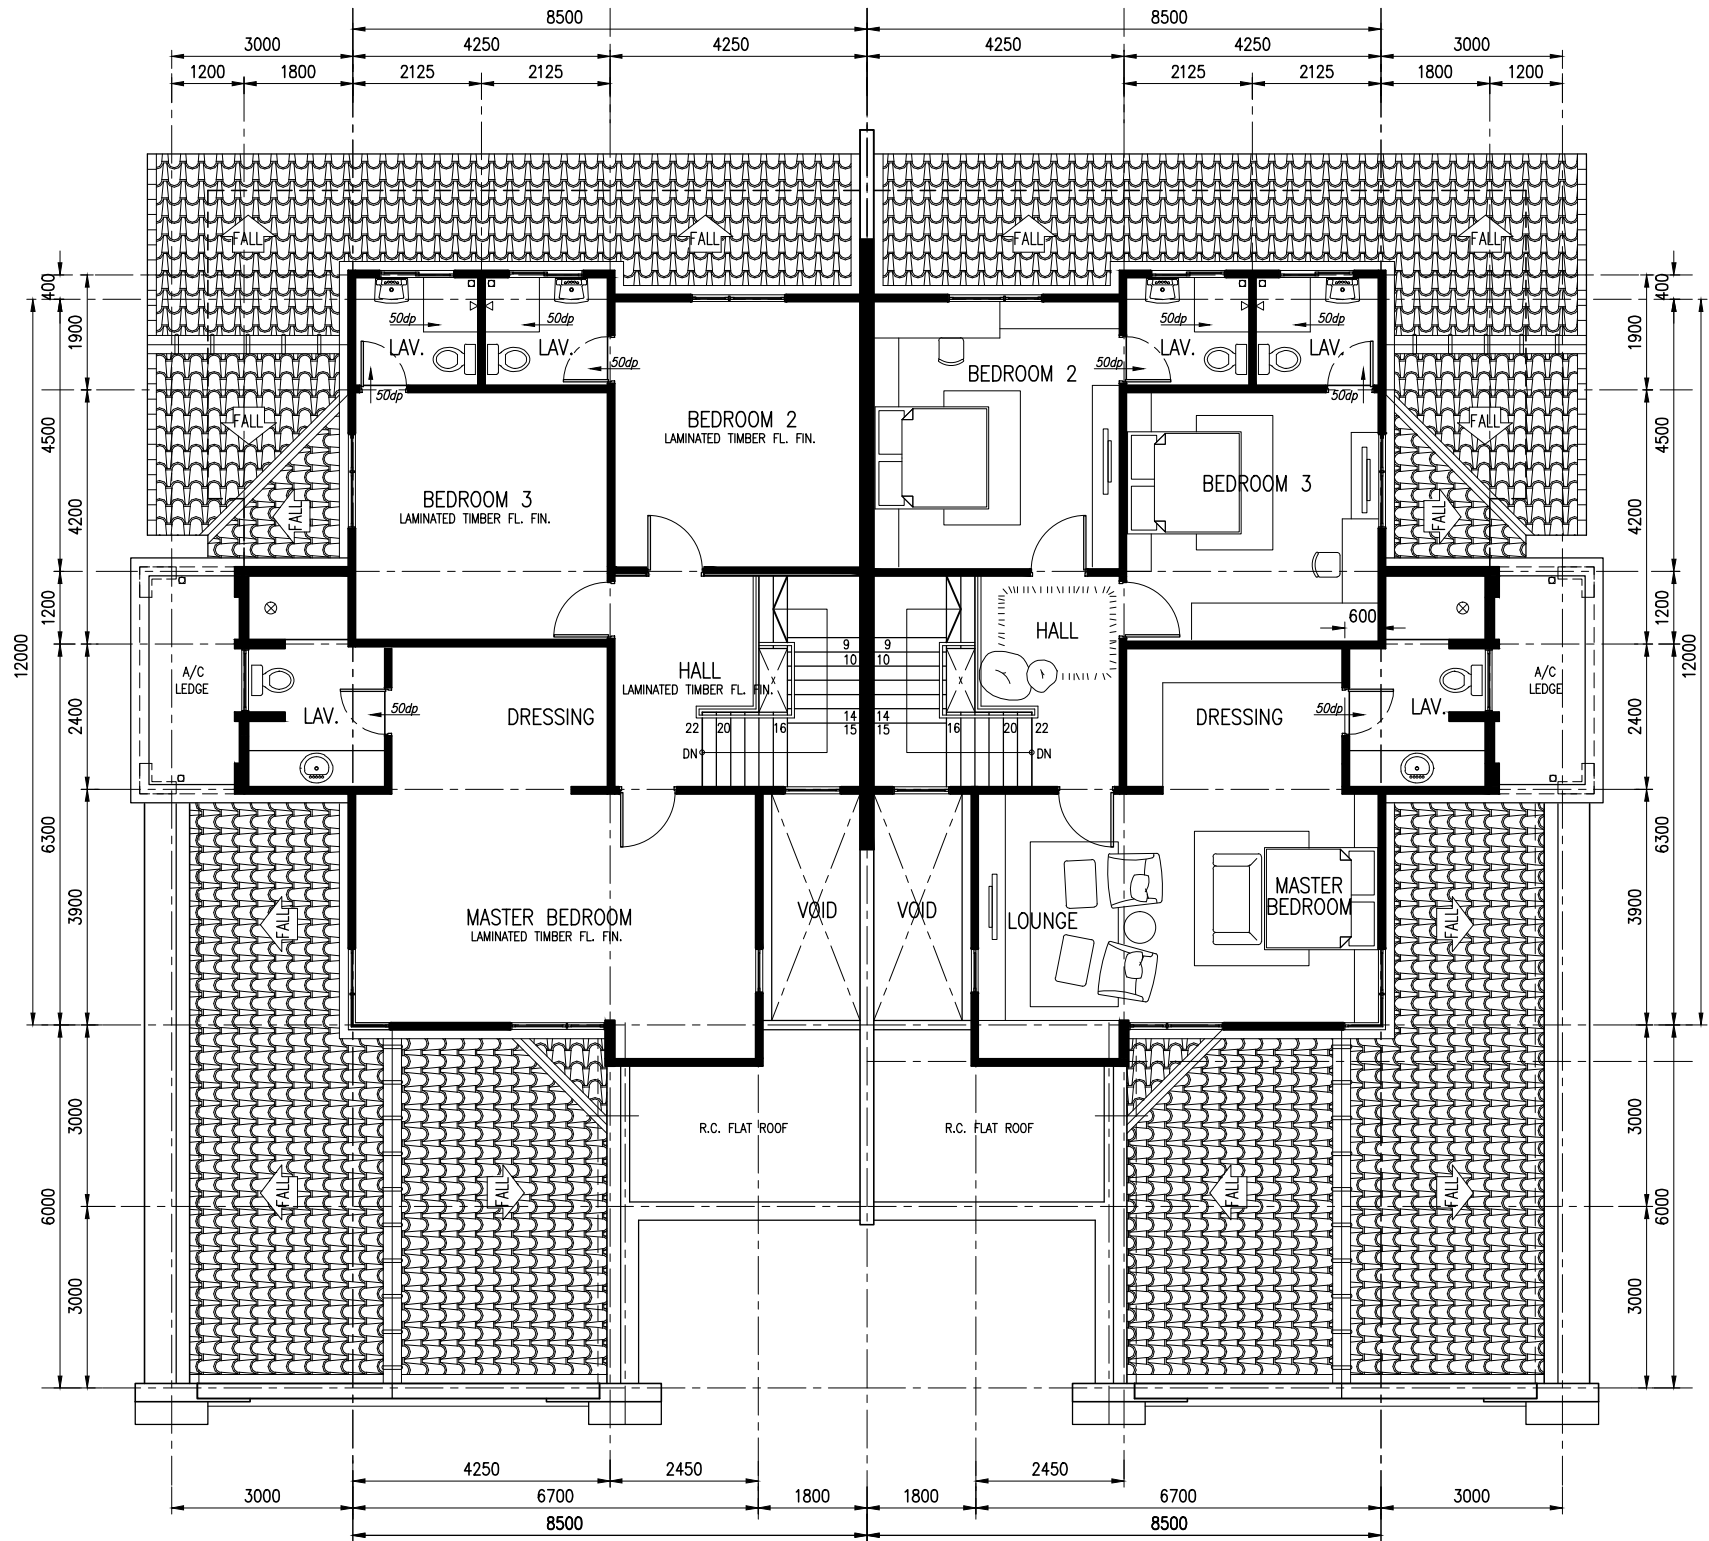 8500 8500
3000 4250 4250 4250 4250 3000
1200 1800 2125 2125 2125 2125 1800 1200
FALL FALL FALL FALL
400 400
50dp 50dp 50dp 50dp
1900 LAV. LAV. LAV. LAV. 1900
50dp 50dp
BEDROOM 2
50dp 50dp
FALL BEDROOM 2 FALL
LAMINATED TIMBER FL. FIN.
4500 4500
BEDROOM 3 BEDROOM 3
LAMINATED TIMBER FL. FIN.
4200 FALL FALL 4200
1200 600 1200
HALL
12000 9 9 12000
10 10
A/C HALL A/C
LEDGE LAMINATED TIMBER FL. FIN. X X LEDGE
50dp 50dp
2400 LAV. DRESSING 14 14 DRESSING LAV. 2400
22 20 16 15 15 16 20 22
DN DN
6300 6300
MASTER
BEDROOM
3900 FALL MASTER BEDROOM VOID VOID LOUNGE FALL 3900
LAMINATED TIMBER FL. FIN.
3000 R.C. FLAT ROOF R.C. FLAT ROOF 3000
FALL FALL FALL FALL
6000 6000
3000 3000
4250 2450 2450
3000 6700 1800 1800 6700 3000
8500 8500